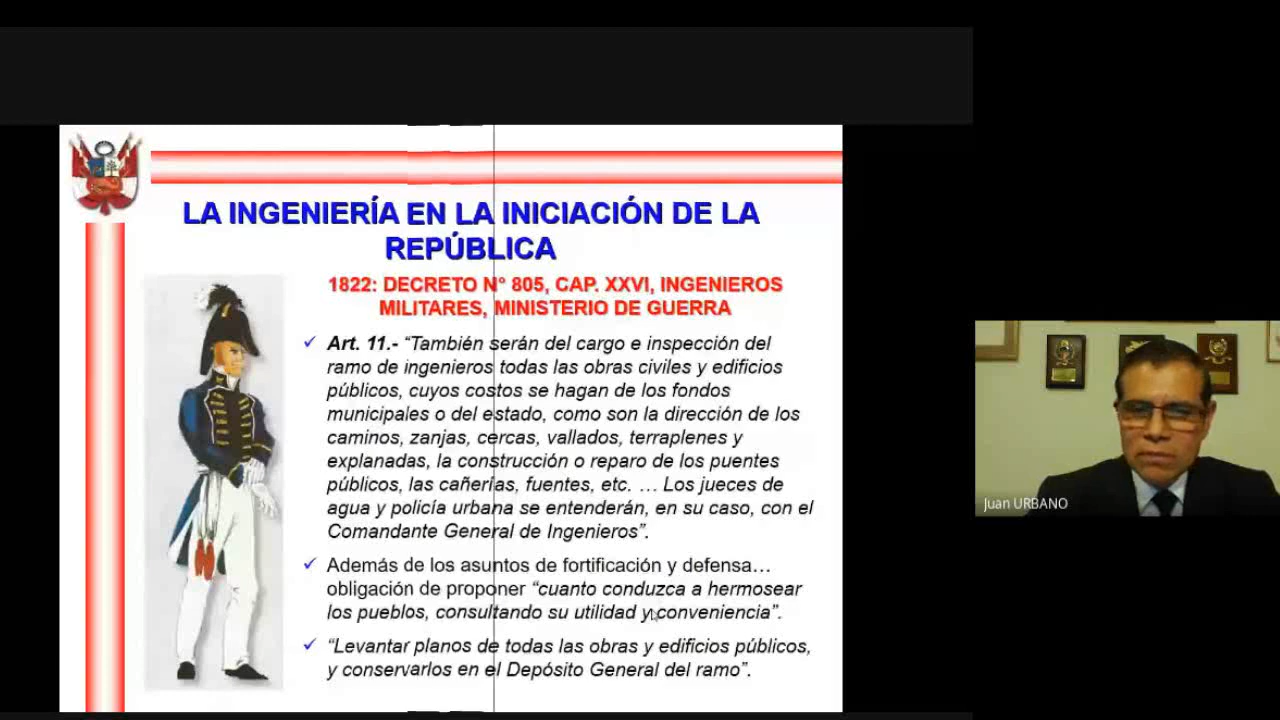 LA INGENIERÍA EN LA INICIACIÓN DE LA
REPÚBLICA
1822: DECRETO N° 805, CAP. XXVI, INGENIEROS
MILITARES, MINISTERIO DE GUERRA
✓ Art. 11.- “También serán del cargo e inspección del
ramo de ingenieros todas las obras civiles y edificios
públicos, cuyos costos se hagan de los fondos
municipales o del estado, como son la dirección de los
caminos, zanjas, cercas, vallados, terraplenes y
explanadas, la construcción o reparo de los puentes
públicos, las cañerías, fuentes, etc. … Los jueces de
agua y policía urbana se entenderán, en su caso, con el
Comandante General de Ingenieros”.
✓ Además de los asuntos de fortificación y defensa…
obligación de proponer “cuanto conduzca a hermosear
los pueblos, consultando su utilidad y conveniencia”.
✓ “Levantar planos de todas las obras y edificios públicos,
y conservarlos en el Depósito General del ramo”.
Juan URBANO